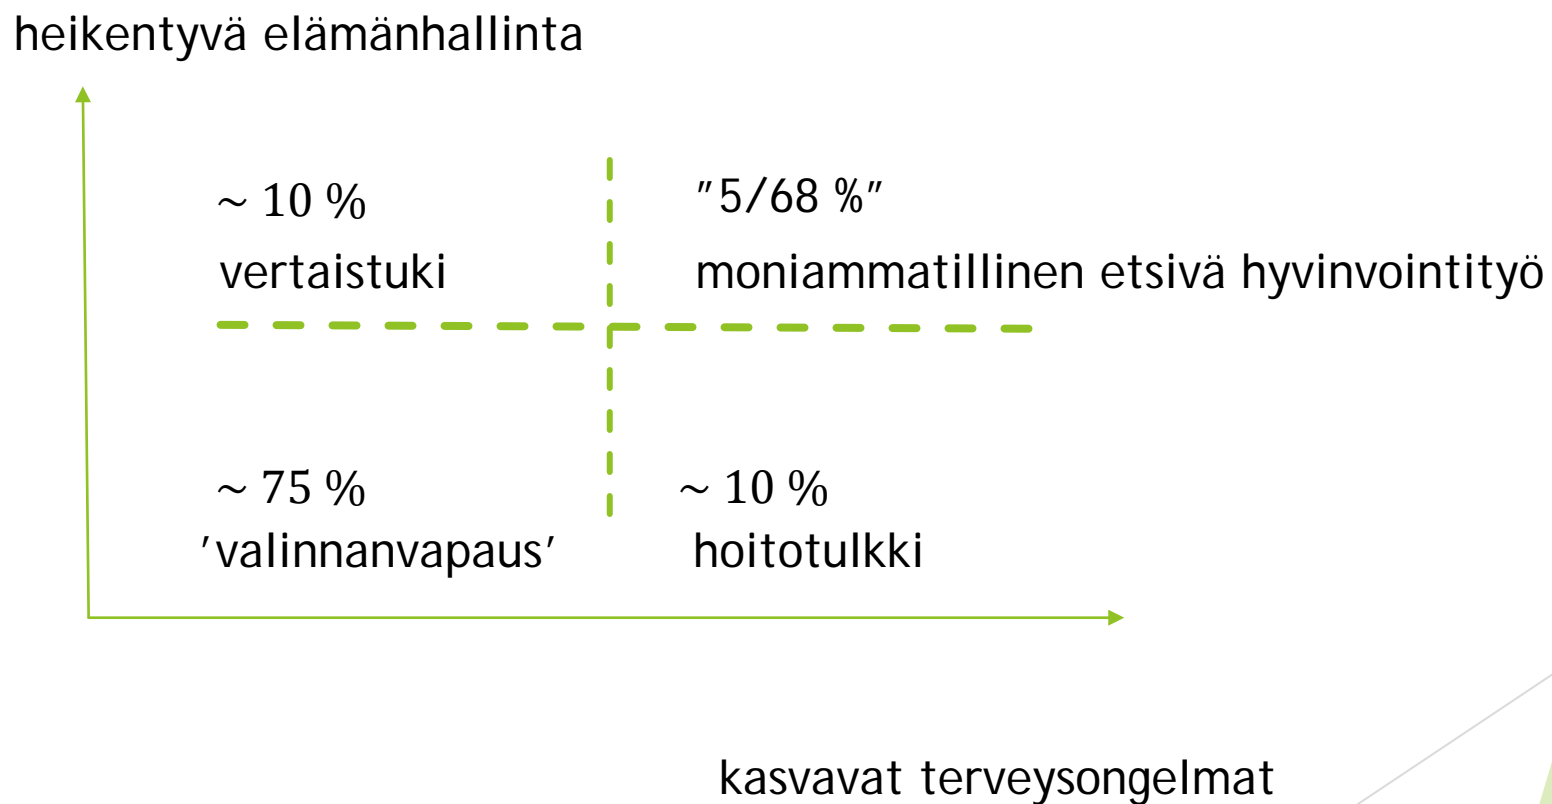 heikentyvä elämänhallinta
~ 10 %
vertaistuki
"5/68 %"
moniammatillinen etsivä hyvinvointityö
~ 75 %
'valinnanvapaus'
~ 10 %
hoitotulkki
kasvavat terveysongelmat